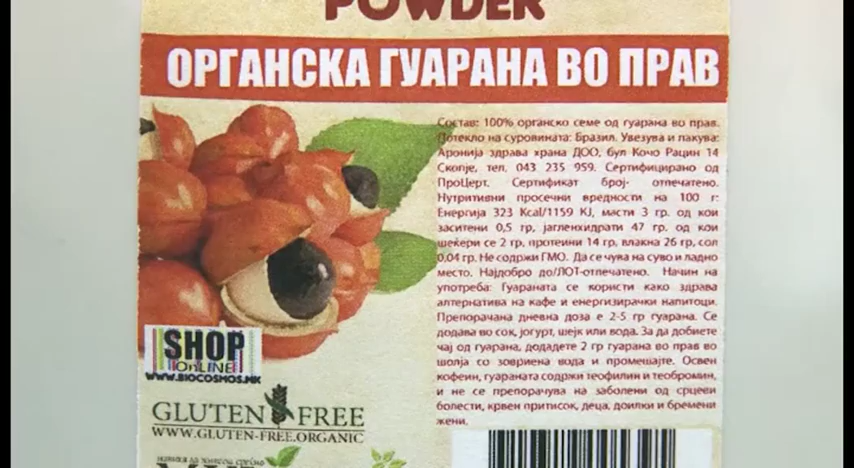 POWDER
ОРГАНСКА ГУАРАНА ВО ПРАВ
Состав: 100% органско семе од гуарана во прав.
Потекло на суровината: Бразил. Увезува и пакува:
Аронија здрава храна ДОО, бул Кочо Рацин 14
Скопје, тел. 043 235 959. Сертифицирано од
ПроЦерт. Сертификат број- отпечатено.
Нутритивни просечни вредности на 100 г:
Енергија 323 Kcal/1159 KJ, масти 3 гр. од кои
заситени 0,5 гр, јагленхидрати 47 гр. од кои
шеќери се 2 гр, протеини 14 гр, влакна 26 гр, сол
0,04 гр. Не содржи ГМО. Да се чува на суво и ладно
место. Најдобро до/ЛОТ-отпечатено. Начин на
употреба: Гуараната се користи како здрава
алтернатива на кафе и енергизирачки напитоци.
Препорачана дневна доза е 2-5 гр гуарана. Се
додава во сок, јогурт, шејк или вода. За да добиете
чај од гуарана, додадете 2 гр гуарана во прав во
шолја со зовриена вода и промешајте. Освен
кофеин, гуараната содржи теофилин и теобромин,
и не се препорачува на заболени од срцеви
болести, крвен притисок, деца, доилки и бремени
жени.
SHOP
ONLINE
WWW.BIOCOSMOS.MK
GLUTEN FREE
WWW.GLUTEN-FREE.ORGANIC